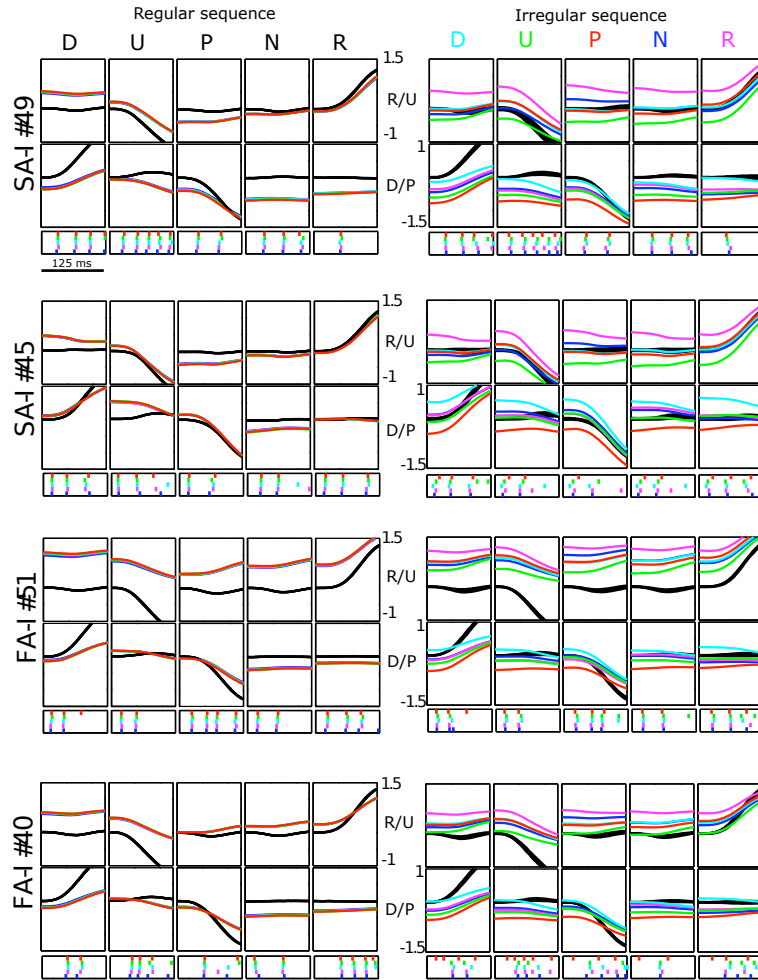 Regular sequence
Irregular sequence
D U P N R
D U P N R
SA-I #49
1.5
R/U
-1
1
D/P
-1.5
125 ms
SA-I #45
1.5
R/U
-1
1
D/P
-1.5
FA-I #51
1.5
R/U
-1
1
D/P
-1.5
FA-I #40
1.5
R/U
-1
1
D/P
-1.5